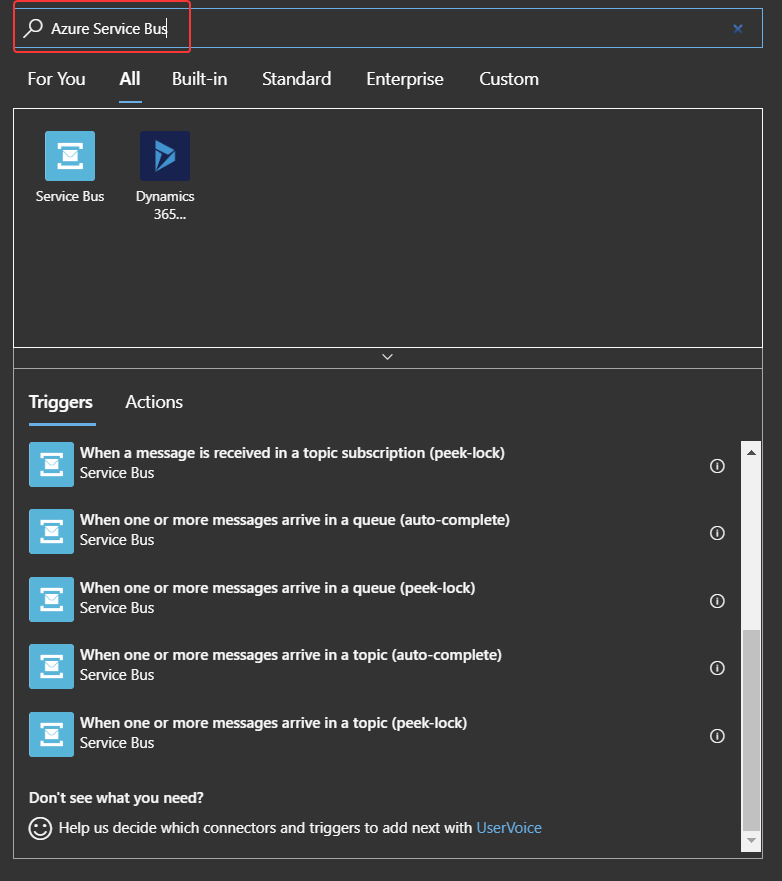 Azure Service Bus
For You All Built-in Standard Enterprise Custom
Service Bus
Dynamics
365...
Triggers Actions
When a message is received in a topic subscription (peek-lock)
Service Bus
When one or more messages arrive in a queue (auto-complete)
Service Bus
When one or more messages arrive in a queue (peek-lock)
Service Bus
When one or more messages arrive in a topic (auto-complete)
Service Bus
When one or more messages arrive in a topic (peek-lock)
Service Bus
Don't see what you need?
Help us decide which connectors and triggers to add next with UserVoice